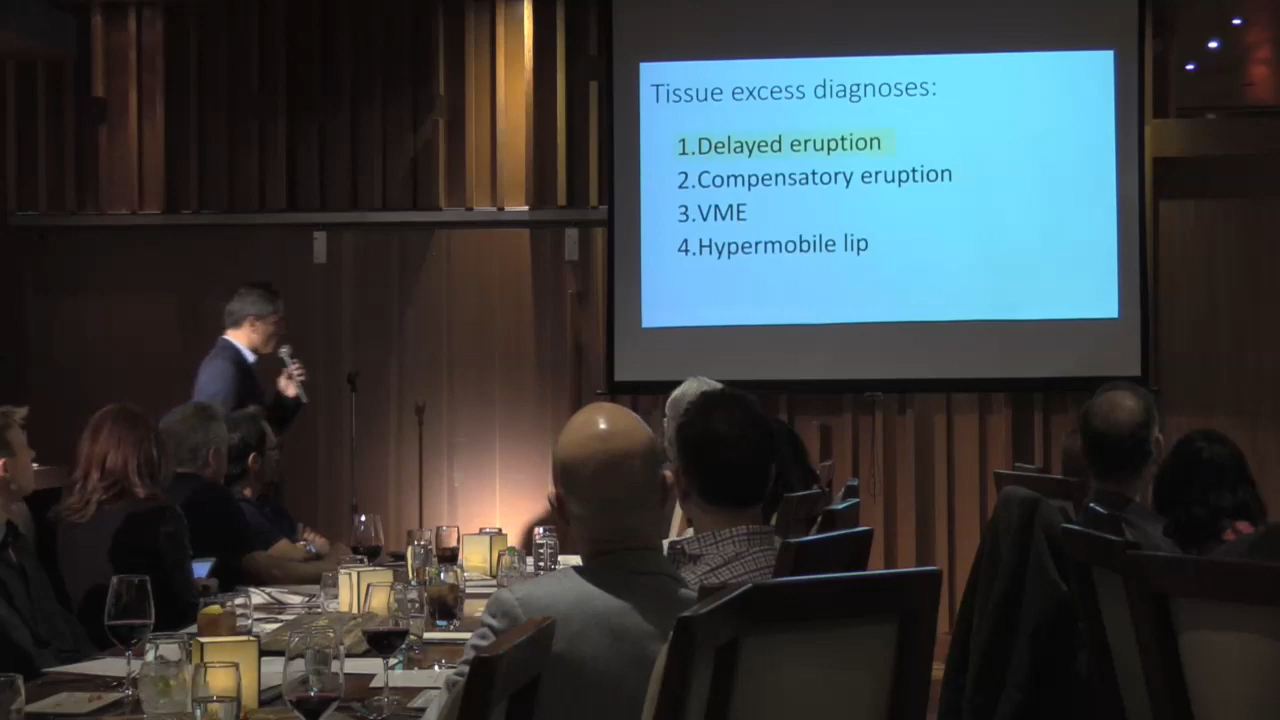 Tissue excess diagnoses:
1.Delayed eruption
2.Compensatory eruption
3.VME
4.Hypermobile lip